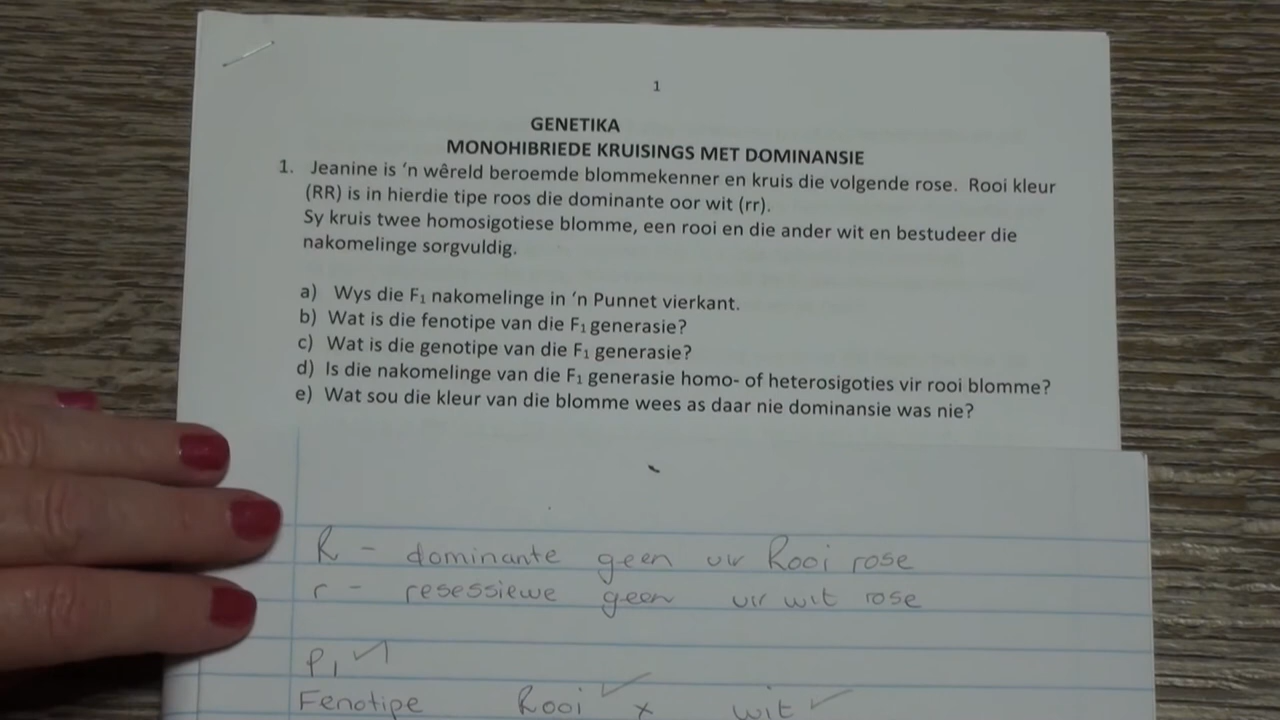 1
GENETIKA
MONOHIBRIEDE KRUISINGS MET DOMINANSIE
1. Jeanine is ‘n wêreld beroemde blommekenner en kruis die volgende rose. Rooi kleur
(RR) is in hierdie tipe roos die dominante oor wit (rr).
Sy kruis twee homosigotiese blomme, een rooi en die ander wit en bestudeer die
nakomelinge sorgvuldig.
a) Wys die F₁ nakomelinge in ‘n Punnet vierkant.
b) Wat is die fenotipe van die F₁ generasie?
c) Wat is die genotipe van die F₁ generasie?
d) Is die nakomelinge van die F₁ generasie homo- of heterosigoties vir rooi blomme?
e) Wat sou die kleur van die blomme wees as daar nie dominansie was nie?
R - dominante geen vir Rooi rose
r - resessiewe geen vir wit rose
P₁ ✓
Fenotipe Rooi ✓ x wit ✓